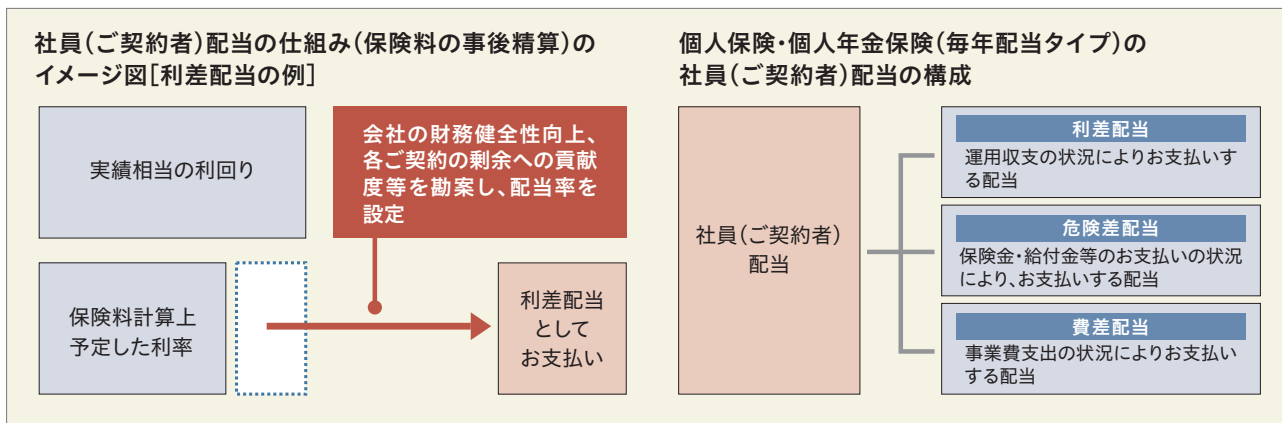 社員(ご契約者)配当の仕組み(保険料の事後精算)の
イメージ図[利差配当の例]
実績相当の利回り
会社の財務健全性向上、
各ご契約の剰余への貢献
度等を勘案し、配当率を
設定
保険料計算上
予定した利率
利差配当
として
お支払い
個人保険・個人年金保険(毎年配当タイプ)の
社員(ご契約者)配当の構成
社員(ご契約者)
配当
利差配当
運用収支の状況によりお支払いす
る配当
危険差配当
保険金・給付金等のお支払いの状況
により、お支払いする配当
費差配当
事業費支出の状況によりお支払い
する配当